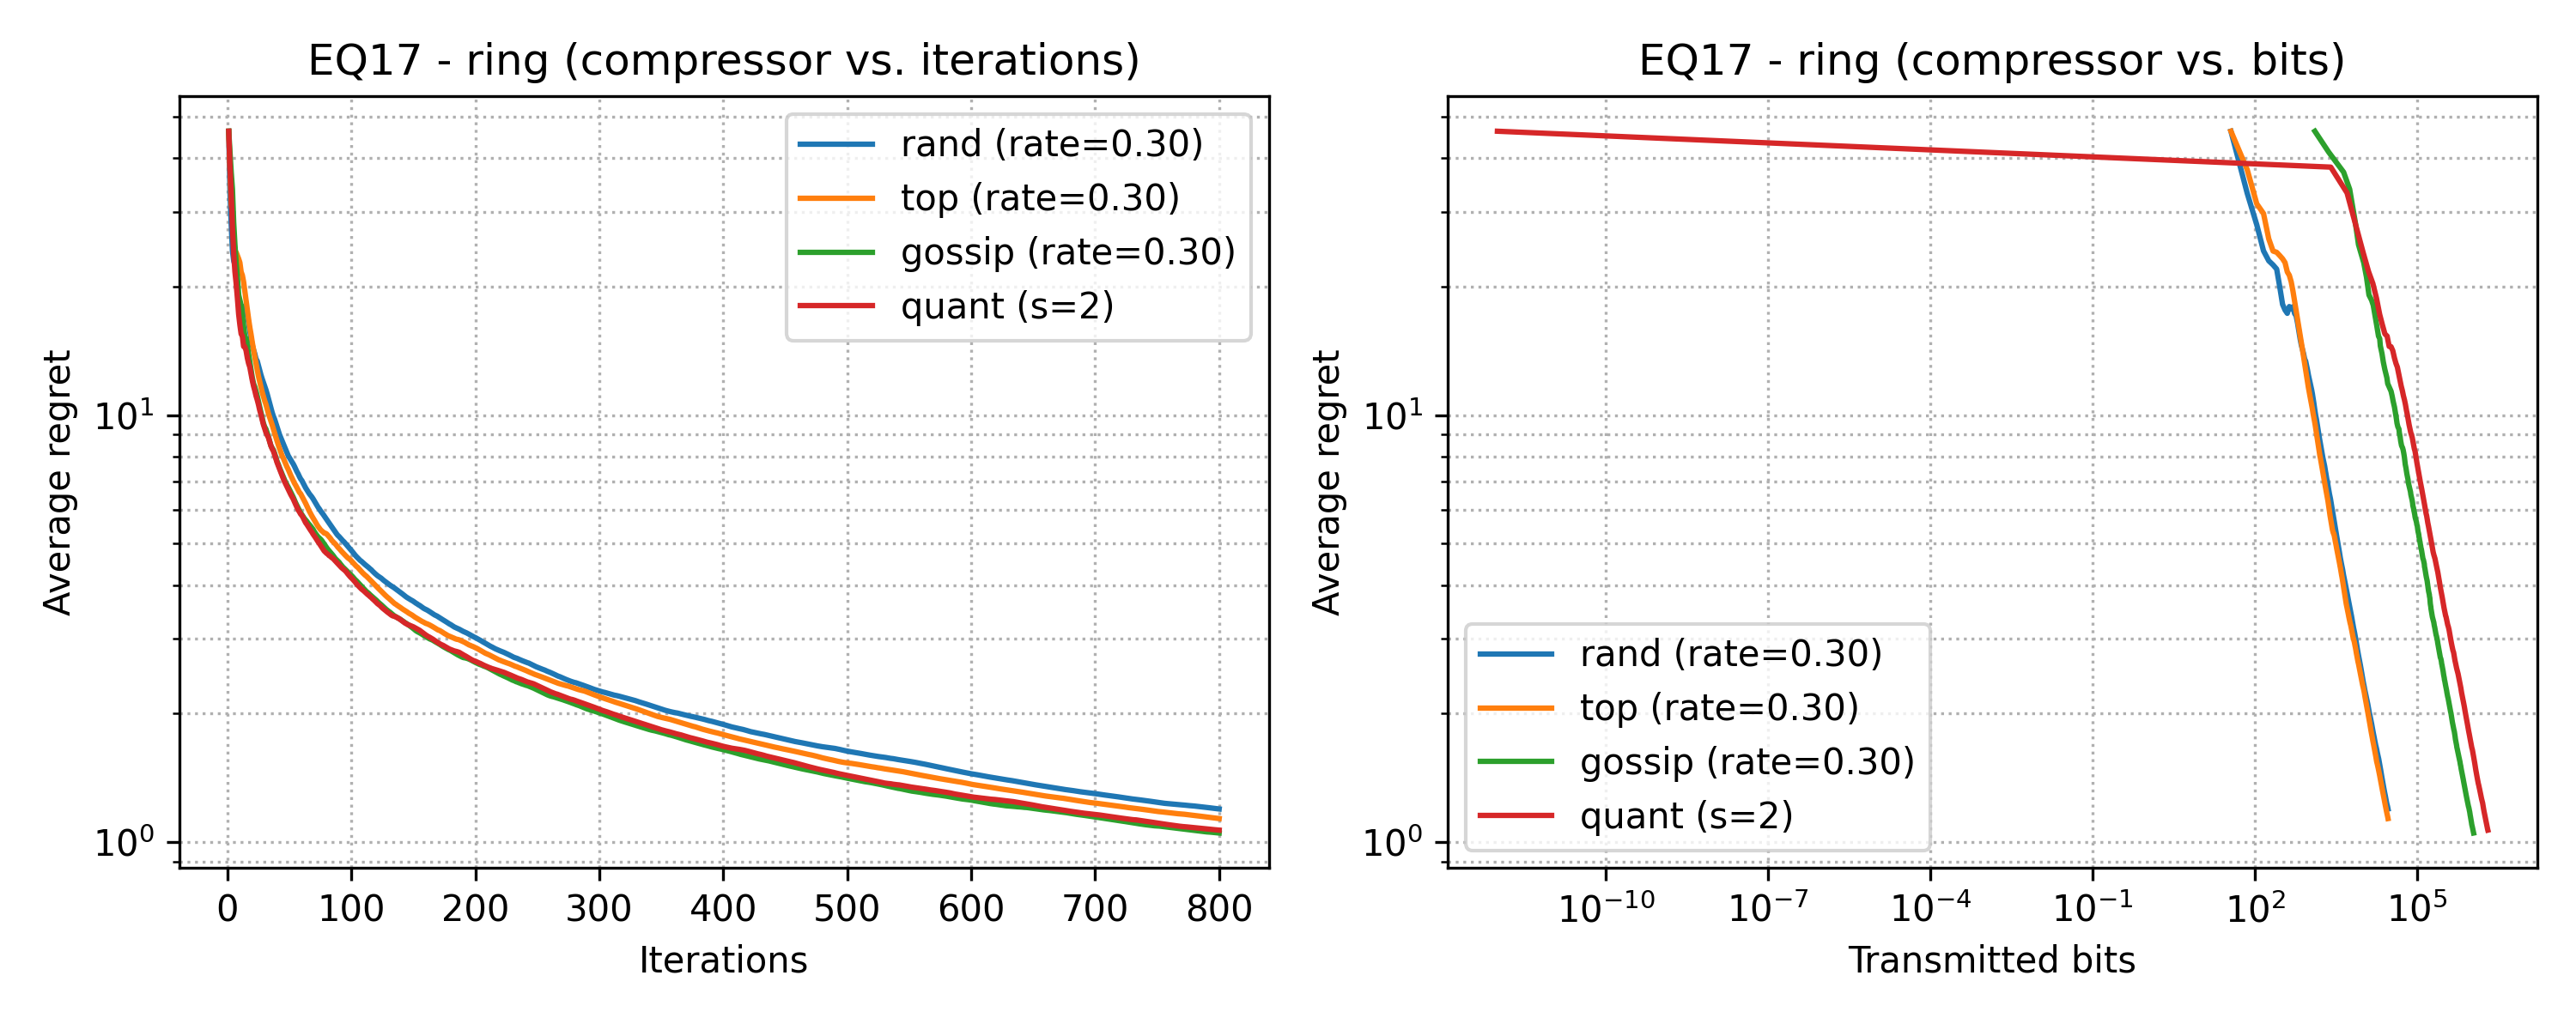 EQ17 - ring (compressor vs. iterations)
Average regret
10¹
10⁰
rand (rate=0.30)
top (rate=0.30)
gossip (rate=0.30)
quant (s=2)
0 100 200 300 400 500 600 700 800
Iterations
EQ17 - ring (compressor vs. bits)
Average regret
10¹
10⁰
rand (rate=0.30)
top (rate=0.30)
gossip (rate=0.30)
quant (s=2)
10⁻¹⁰ 10⁻⁷ 10⁻⁴ 10⁻¹ 10² 10⁵
Transmitted bits